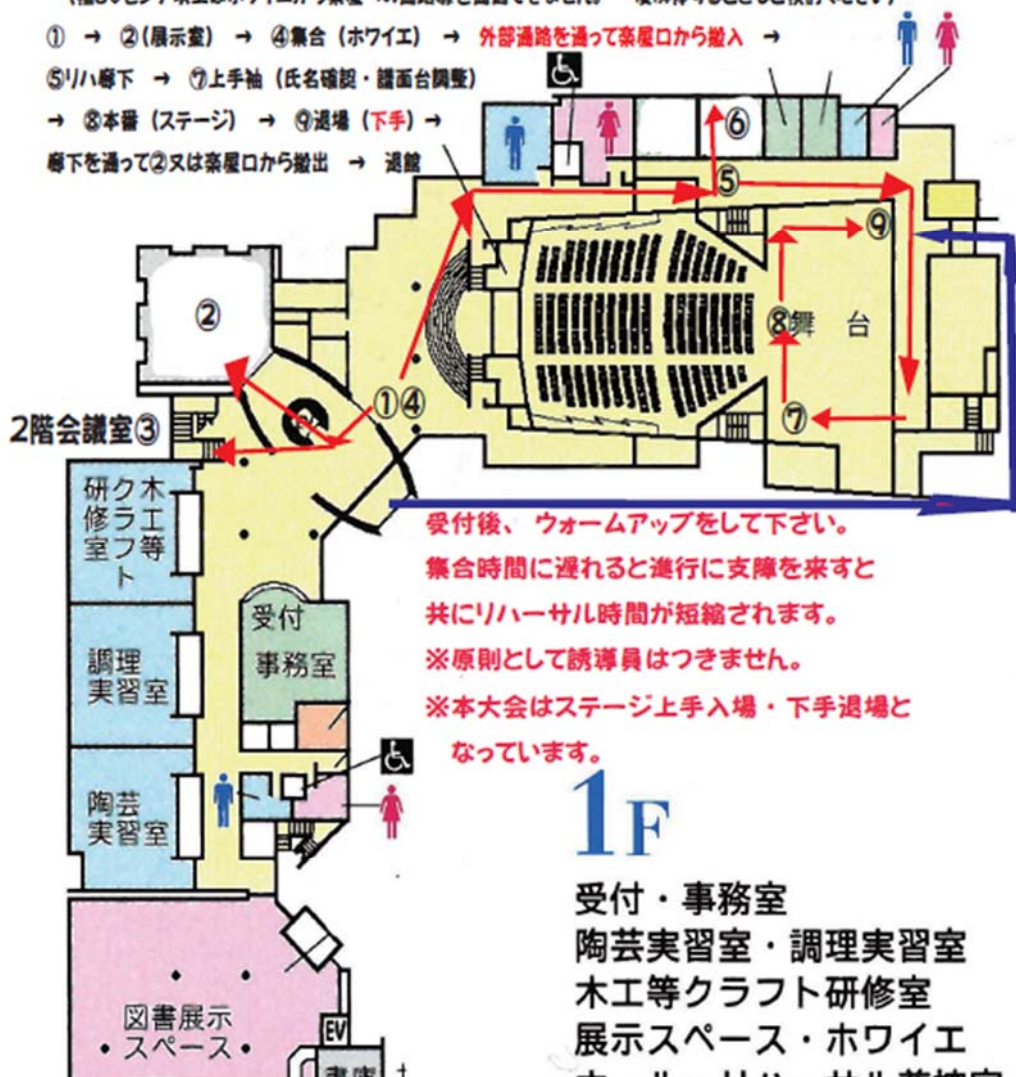 ① → ②(展示室) → ④集合 (ホワイエ) → 外部通路を通って楽屋口から搬入 →
⑤リハ廊下 → ⑦上手袖 (氏名確認・譜面台調整)
→ ⑧本番 (ステージ) → ⑨退場 (下手) →
廊下を通って②又は楽屋口から搬出 → 退館
⑥
⑤
⑨
②
⑧舞 台
①④
⑦
2階会議室③
木工等
クラフト
研修室
受付後、 ウォームアップをして下さい。
集合時間に遅れると進行に支障を来すと
共にリハーサル時間が短縮されます。
※原則として誘導員はつきません。
※本大会はステージ上手入場・下手退場と
なっています。
受付
事務室
調理
実習室
陶芸
実習室
1F
受付・事務室
陶芸実習室・調理実習室
木工等クラフト研修室
展示スペース・ホワイエ
図書展示
スペース
EV